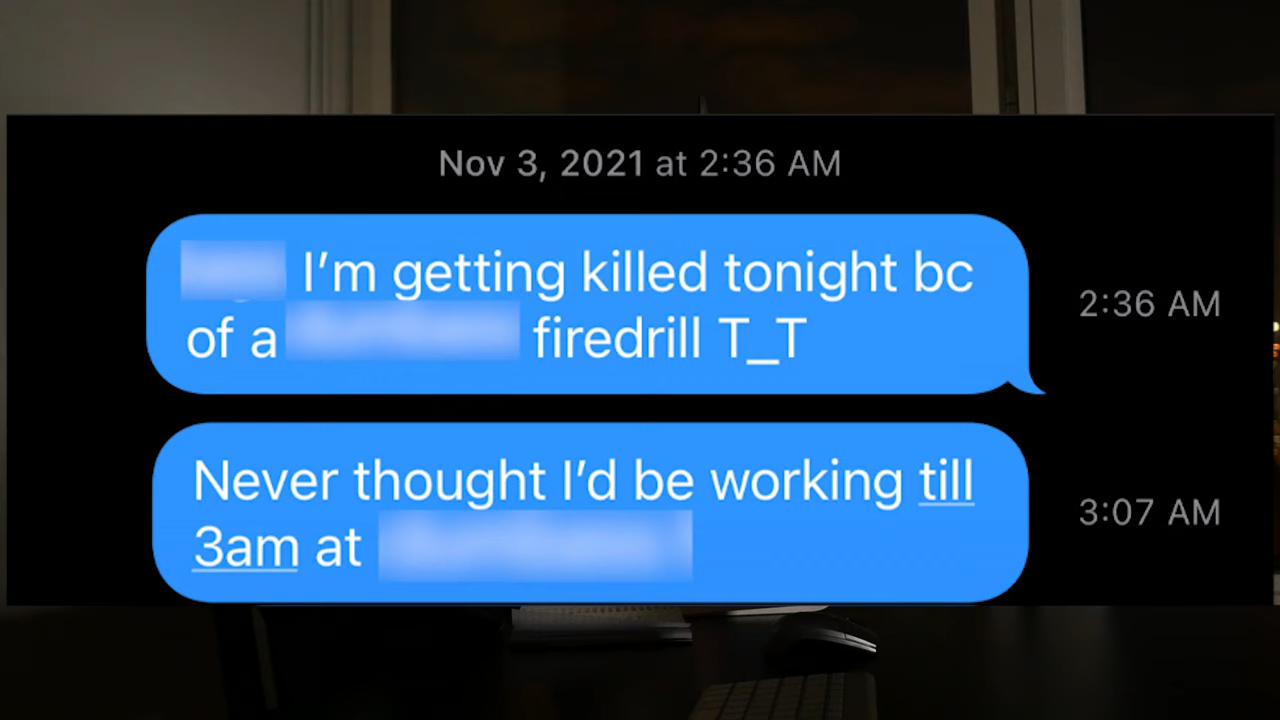 Nov 3, 2021 at 2:36 AM
I'm getting killed tonight bc
2:36 AM
of a firedrill T_T
Never thought I'd be working till
3:07 AM
3am at